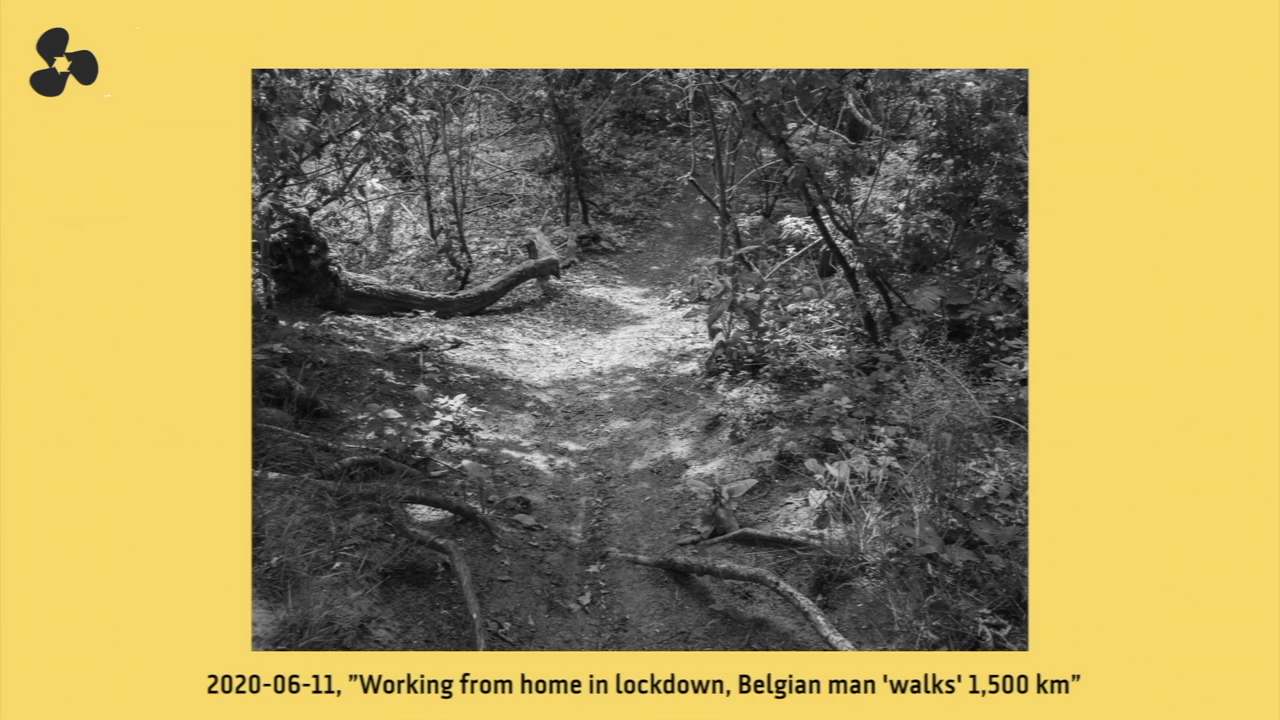 2020-06-11, ”Working from home in lockdown, Belgian man 'walks' 1,500 km”